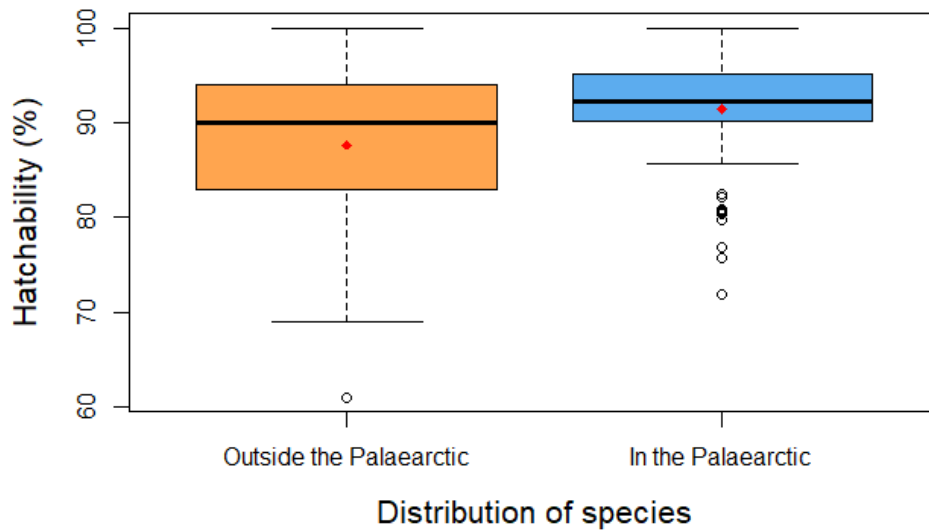 Hatchability (%)
100
90
80
70
60
Outside the Palaearctic
In the Palaearctic
Distribution of species